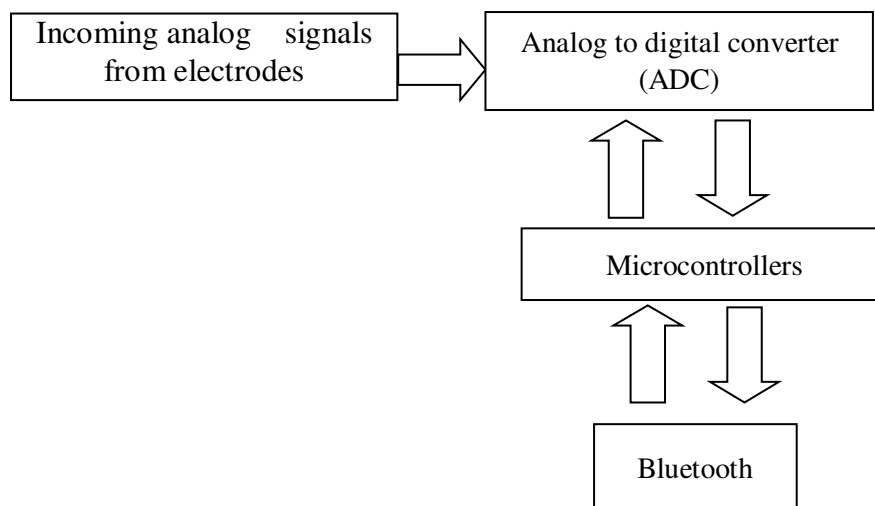 Incoming analog signals
from electrodes
Analog to digital converter
(ADC)
Microcontrollers
Bluetooth